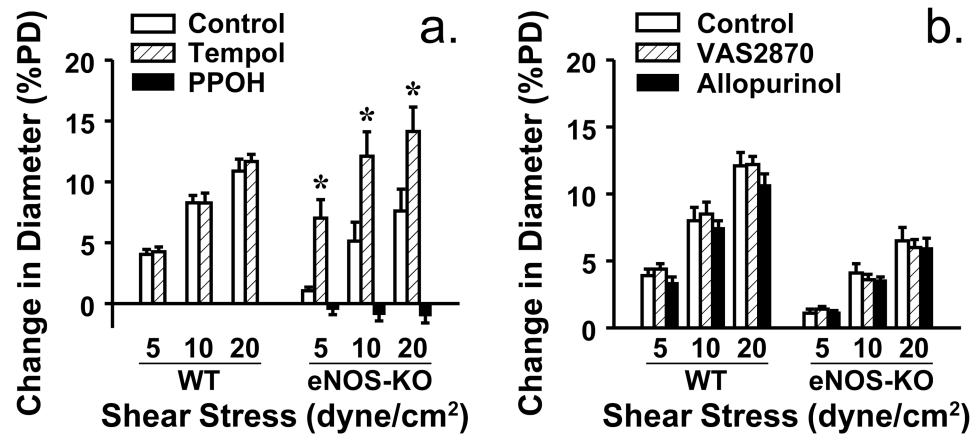 a.
Control
Tempol
PPOH
Change in Diameter (%PD)
20
15
10
5
0
*
*
*
5 10 20
5 10 20
WT
eNOS-KO
Shear Stress (dyne/cm²)
b.
Control
VAS2870
Allopurinol
Change in Diameter (%PD)
20
15
10
5
0
5 10 20
5 10 20
WT
eNOS-KO
Shear Stress (dyne/cm²)